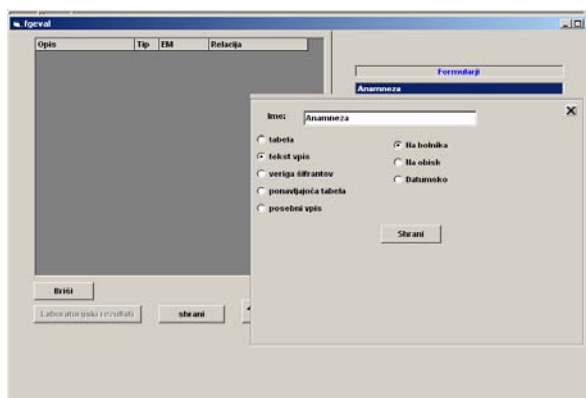 fgeval
Opis Tip EM Relacija
Formularji
Anamneza
Ime: Anamneza
tabela
tekst vpis
veriga šifrantov
ponavljajoča tabela
posebni vpis
Na bolnika
Na obisk
Datumsko
Shrani
Briši
Laboratorijski rezultati
shrani